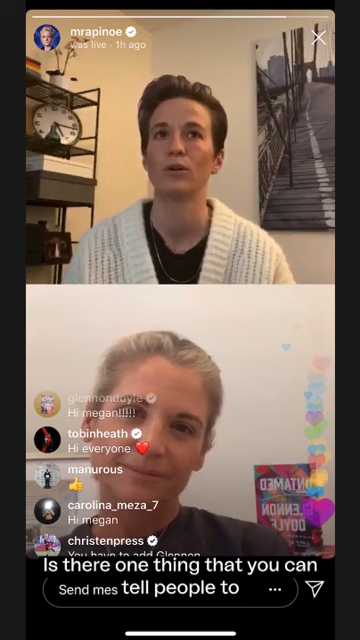 mrapinoe
was live · 1h ago
glennondoyle
Hi megan!!!!!
tobinheath
Hi everyone ❤️
manurous
👍
carolina_meza_7
Hi megan
christenpress
You have to add Glennon
UNTAMED
GLENNON
DOYLE
Is there one thing that you can
Send mes
tell people to